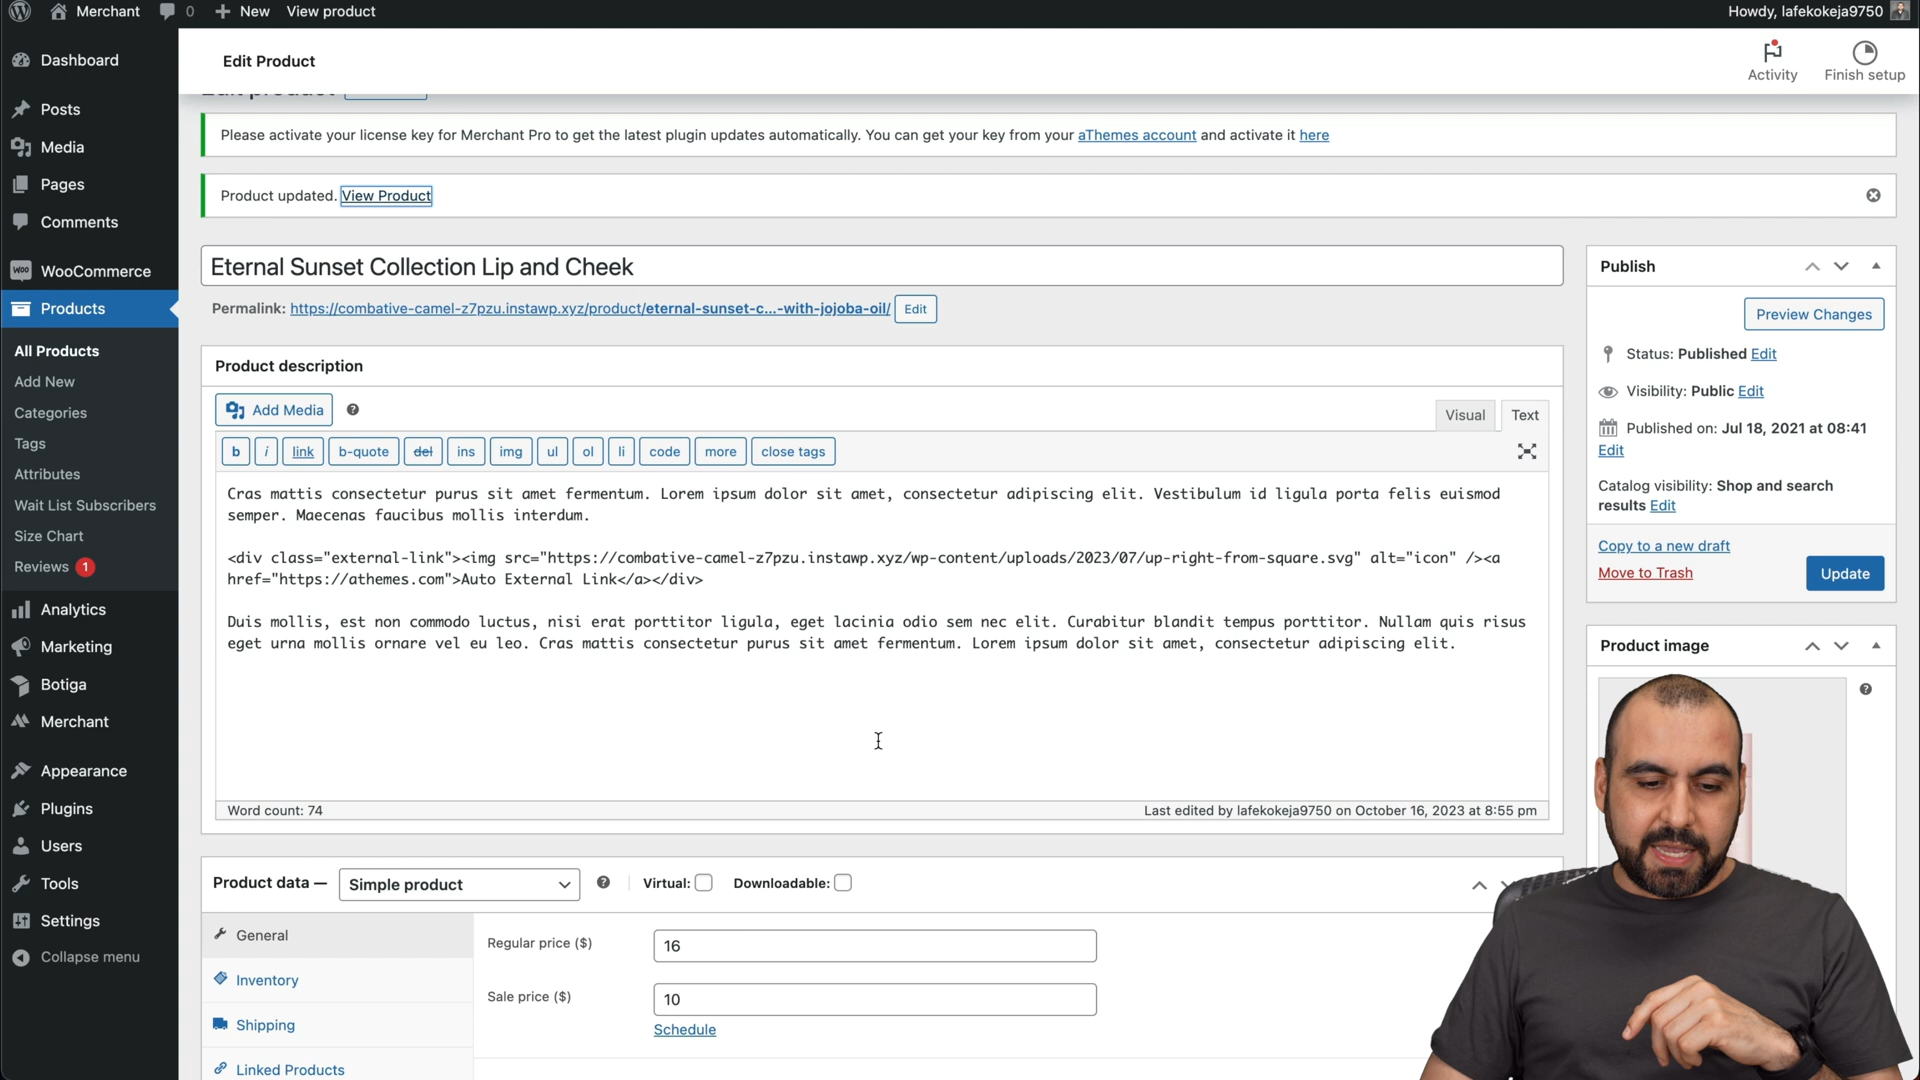 Merchant 0 New View product Howdy, lafekokeja9750
Edit Product
Activity Finish setup
Dashboard
Posts
Media
Pages
Comments
WooCommerce
Products
All Products
Add New
Categories
Tags
Attributes
Wait List Subscribers
Size Chart
Reviews 1
Analytics
Marketing
Botiga
Merchant
Appearance
Plugins
Users
Tools
Settings
Collapse menu
Please activate your license key for Merchant Pro to get the latest plugin updates automatically. You can get your key from your aThemes account and activate it here
Product updated. View Product
Eternal Sunset Collection Lip and Cheek
Permalink: https://combative-camel-z7pzu.instawp.xyz/product/eternal-sunset-c...-with-jojoba-oil/ Edit
Product description
Add Media
Visual Text
b i link b-quote del ins img ul ol li code more close tags
Cras mattis consectetur purus sit amet fermentum. Lorem ipsum dolor sit amet, consectetur adipiscing elit. Vestibulum id ligula porta felis euismod
semper. Maecenas faucibus mollis interdum.
<div class="external-link"><img src="https://combative-camel-z7pzu.instawp.xyz/wp-content/uploads/2023/07/up-right-from-square.svg" alt="icon" /><a
href="https://athemes.com">Auto External Link</a></div>
Duis mollis, est non commodo luctus, nisi erat porttitor ligula, eget lacinia odio sem nec elit. Curabitur blandit tempus porttitor. Nullam quis risus
eget urna mollis ornare vel eu leo. Cras mattis consectetur purus sit amet fermentum. Lorem ipsum dolor sit amet, consectetur adipiscing elit.
Word count: 74 Last edited by lafekokeja9750 on October 16, 2023 at 8:55 pm
Product data — Simple product Virtual: Downloadable:
General
Inventory
Shipping
Linked Products
Regular price ($) 16
Sale price ($) 10
Schedule
Publish
Preview Changes
Status: Published Edit
Visibility: Public Edit
Published on: Jul 18, 2021 at 08:41
Edit
Catalog visibility: Shop and search
results Edit
Copy to a new draft
Move to Trash Update
Product image